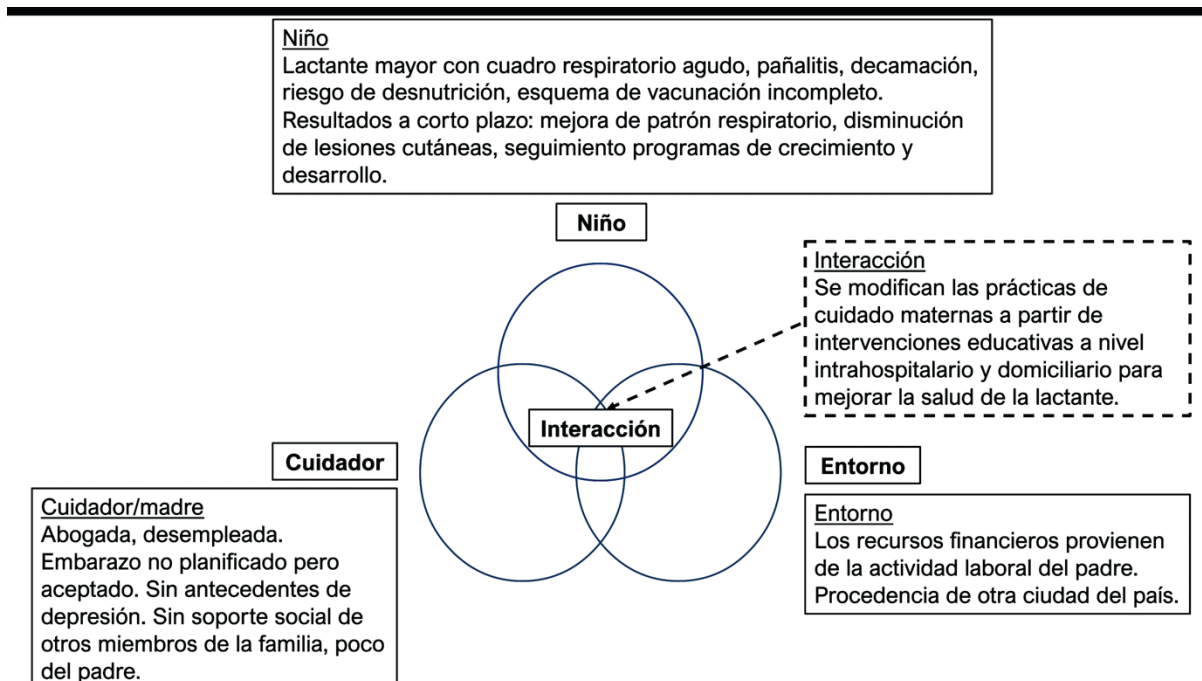 Niño
Lactante mayor con cuadro respiratorio agudo, pañalitis, decamación,
riesgo de desnutrición, esquema de vacunación incompleto.
Resultados a corto plazo: mejora de patrón respiratorio, disminución
de lesiones cutáneas, seguimiento programas de crecimiento y
desarrollo.
Niño
Interacción
Se modifican las prácticas de
cuidado maternas a partir de
intervenciones educativas a nivel
intrahospitalario y domiciliario para
mejorar la salud de la lactante.
Interacción
Cuidador
Entorno
Cuidador/madre
Abogada, desempleada.
Embarazo no planificado pero
aceptado. Sin antecedentes de
depresión. Sin soporte social de
otros miembros de la familia, poco
del padre.
Entorno
Los recursos financieros provienen
de la actividad laboral del padre.
Procedencia de otra ciudad del país.